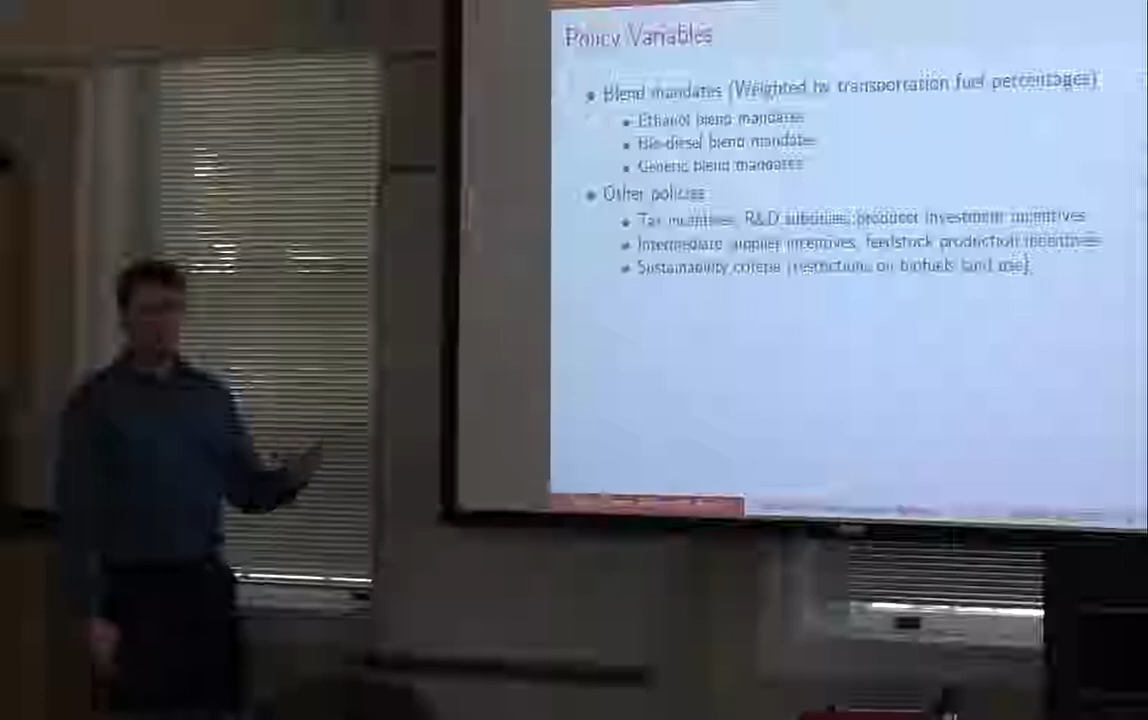 Policy Variables
Blend mandates (Weighted by transportation fuel percentages)
Ethanol blend mandates
Bio-diesel blend mandates
Generic blend mandates
Other policies
Tax incentives, R&D subsidies, producer investment incentives
Intermediate supplier incentives, feedstock production incentives
Sustainability criteria (restrictions on biofuels land use)